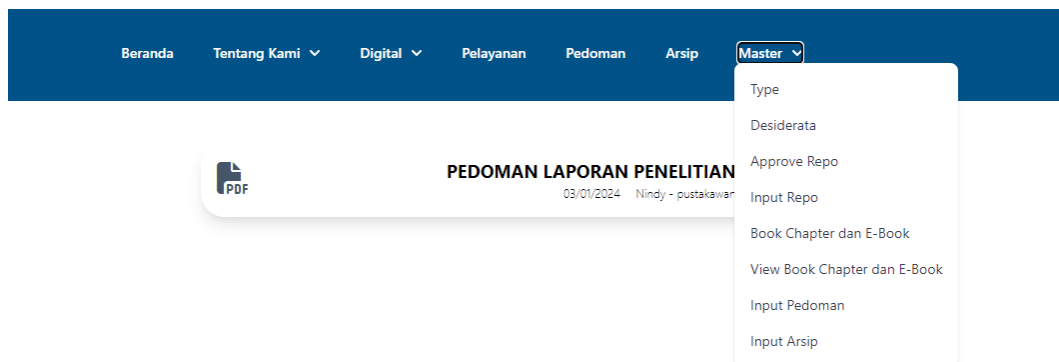 Beranda Tentang Kami Digital Pelayanan Pedoman Arsip Master
Type
Desiderata
Approve Repo
Input Repo
Book Chapter dan E-Book
View Book Chapter dan E-Book
Input Pedoman
Input Arsip
PDF
PEDOMAN LAPORAN PENELITIAN
03/01/2024 Nindy - pustakawan